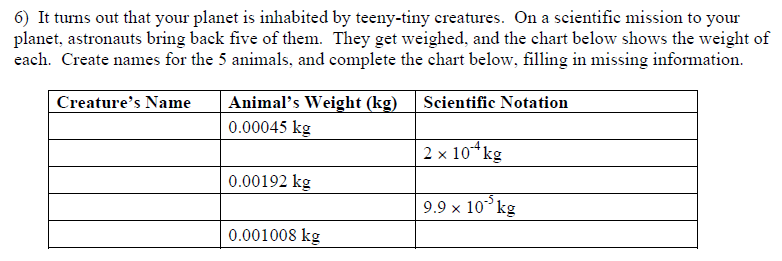 6) It turns out that your planet is inhabited by teeny-tiny creatures. On a scientific mission to your
planet, astronauts bring back five of them. They get weighed, and the chart below shows the weight of
each. Create names for the 5 animals, and complete the chart below, filling in missing information.
Creature's Name Animal's Weight (kg) Scientific Notation
0.00045 kg
2 × 10⁻⁴ kg
0.00192 kg
9.9 × 10⁻⁵ kg
0.001008 kg